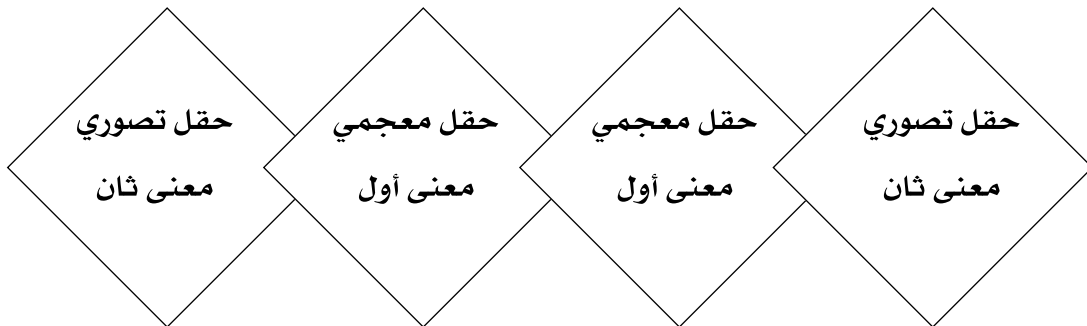 حقل تصوري
معنى ثان
حقل معجمي
معنى أول
حقل معجمي
معنى أول
حقل تصوري
معنى ثان